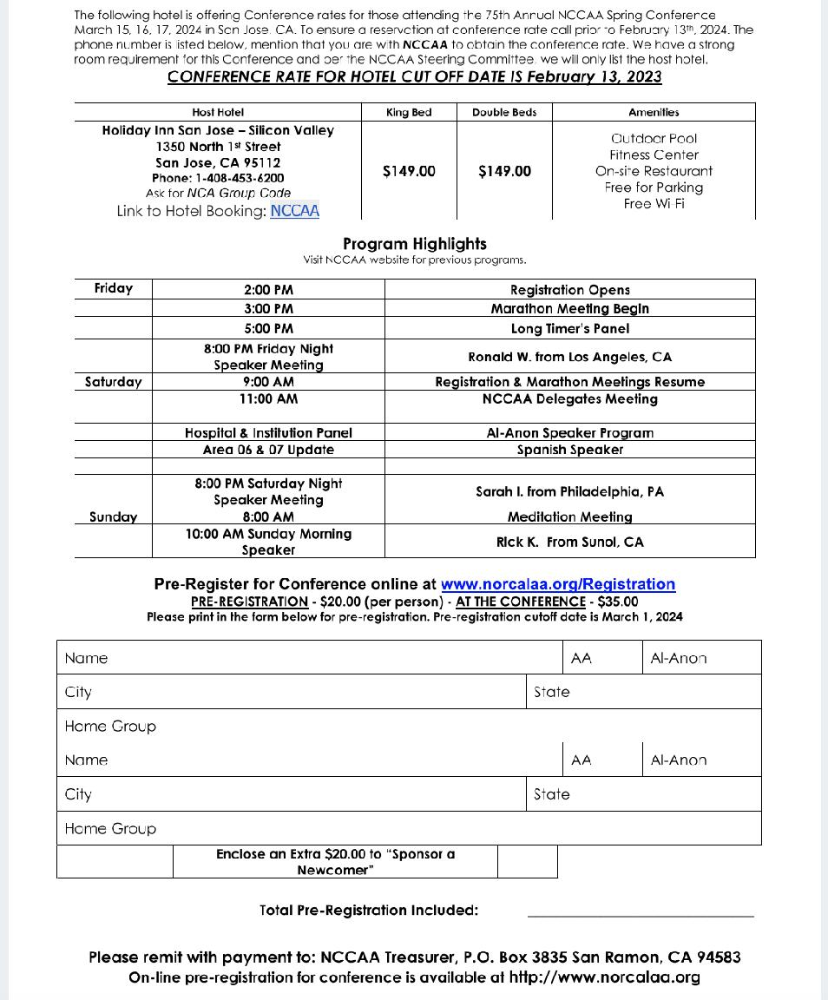 The following hotel is offering Conference rates for those attending the 75th Annual NCCAA Spring Conference
March 15, 16, 17, 2024 in San Jose, CA. To ensure a reservation at conference rate call prior to February 13th, 2024. The
phone number is listed below, mention that you are with NCCAA to obtain the conference rate. We have a strong
room requirement for this Conference and per the NCCAA Steering Committee, we will only list the host hotel.
CONFERENCE RATE FOR HOTEL CUT OFF DATE IS February 13, 2023
Host Hotel King Bed Double Beds Amenities
Holiday Inn San Jose – Silicon Valley
1350 North 1st Street
San Jose, CA 95112
Phone: 1-408-453-6200
Ask for NCA Group Code
Link to Hotel Booking: NCCAA
$149.00
$149.00
Outdoor Pool
Fitness Center
On-site Restaurant
Free for Parking
Free Wi-Fi
Program Highlights
Visit NCCAA website for previous programs.
Friday 2:00 PM Registration Opens
3:00 PM Marathon Meeting Begin
5:00 PM Long Timer's Panel
8:00 PM Friday Night
Speaker Meeting
Ronald W. from Los Angeles, CA
Saturday 9:00 AM Registration & Marathon Meetings Resume
11:00 AM NCCAA Delegates Meeting
Hospital & Institution Panel Al-Anon Speaker Program
Area 06 & 07 Update Spanish Speaker
8:00 PM Saturday Night
Speaker Meeting
Sarah I. from Philadelphia, PA
Sunday 8:00 AM Meditation Meeting
10:00 AM Sunday Morning
Speaker
Rick K. From Sunol, CA
Pre-Register for Conference online at www.norcalaa.org/Registration
PRE-REGISTRATION - $20.00 (per person) - AT THE CONFERENCE - $35.00
Please print in the form below for pre-registration. Pre-registration cutoff date is March 1, 2024
Name AA Al-Anon
City State
Home Group
Name AA Al-Anon
City State
Home Group
Enclose an Extra $20.00 to “Sponsor a
Newcomer”
Total Pre-Registration Included:
Please remit with payment to: NCCAA Treasurer, P.O. Box 3835 San Ramon, CA 94583
On-line pre-registration for conference is available at http://www.norcalaa.org